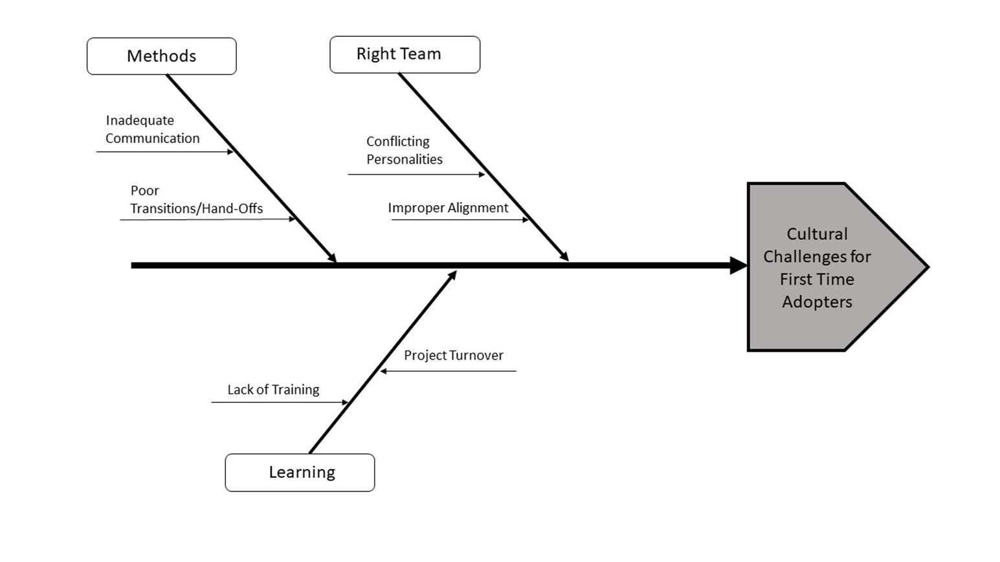 Methods
Right Team
Inadequate
Communication
Conflicting
Personalities
Poor
Transitions/Hand-Offs
Improper Alignment
Cultural
Challenges for
First Time
Adopters
Project Turnover
Lack of Training
Learning